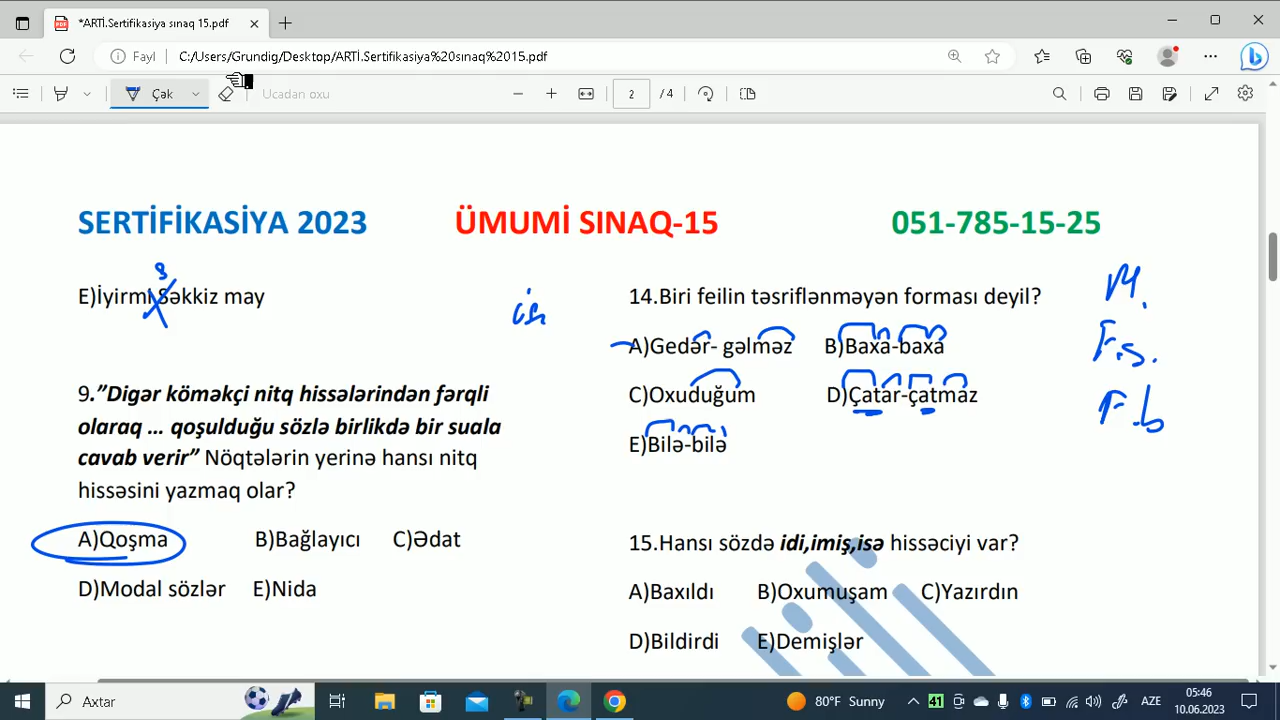 *ARTİ.Sertifikasiya sınaq 15.pdf
Fayl
C:/Users/Grundig/Desktop/ARTİ.Sertifikasiya%20sınaq%2015.pdf
Çək
Ucadan oxu
2
/ 4
SERTİFİKASİYA 2023
ÜMUMİ SINAQ-15
051-785-15-25
E)İyirmi Səkkiz may
9.”Digər köməkçi nitq hissələrindən fərqli
olaraq ... qoşulduğu sözlə birlikdə bir suala
cavab verir” Nöqtələrin yerinə hansı nitq
hissəsini yazmaq olar?
A)Qoşma B)Bağlayıcı C)Ədat
D)Modal sözlər E)Nida
14.Biri feilin təsriflənməyən forması deyil?
A)Gedər- gəlməz B)Baxa-baxa
C)Oxuduğum D)Çatar-çatmaz
E)Bilə-bilə
15.Hansı sözdə idi,imiş,isə hissəciyi var?
A)Baxıldı B)Oxumuşam C)Yazırdın
D)Bildirdi E)Demişlər
M.
F.s.
F.b
Axtar
80°F Sunny
41
AZE
05:46
10.06.2023